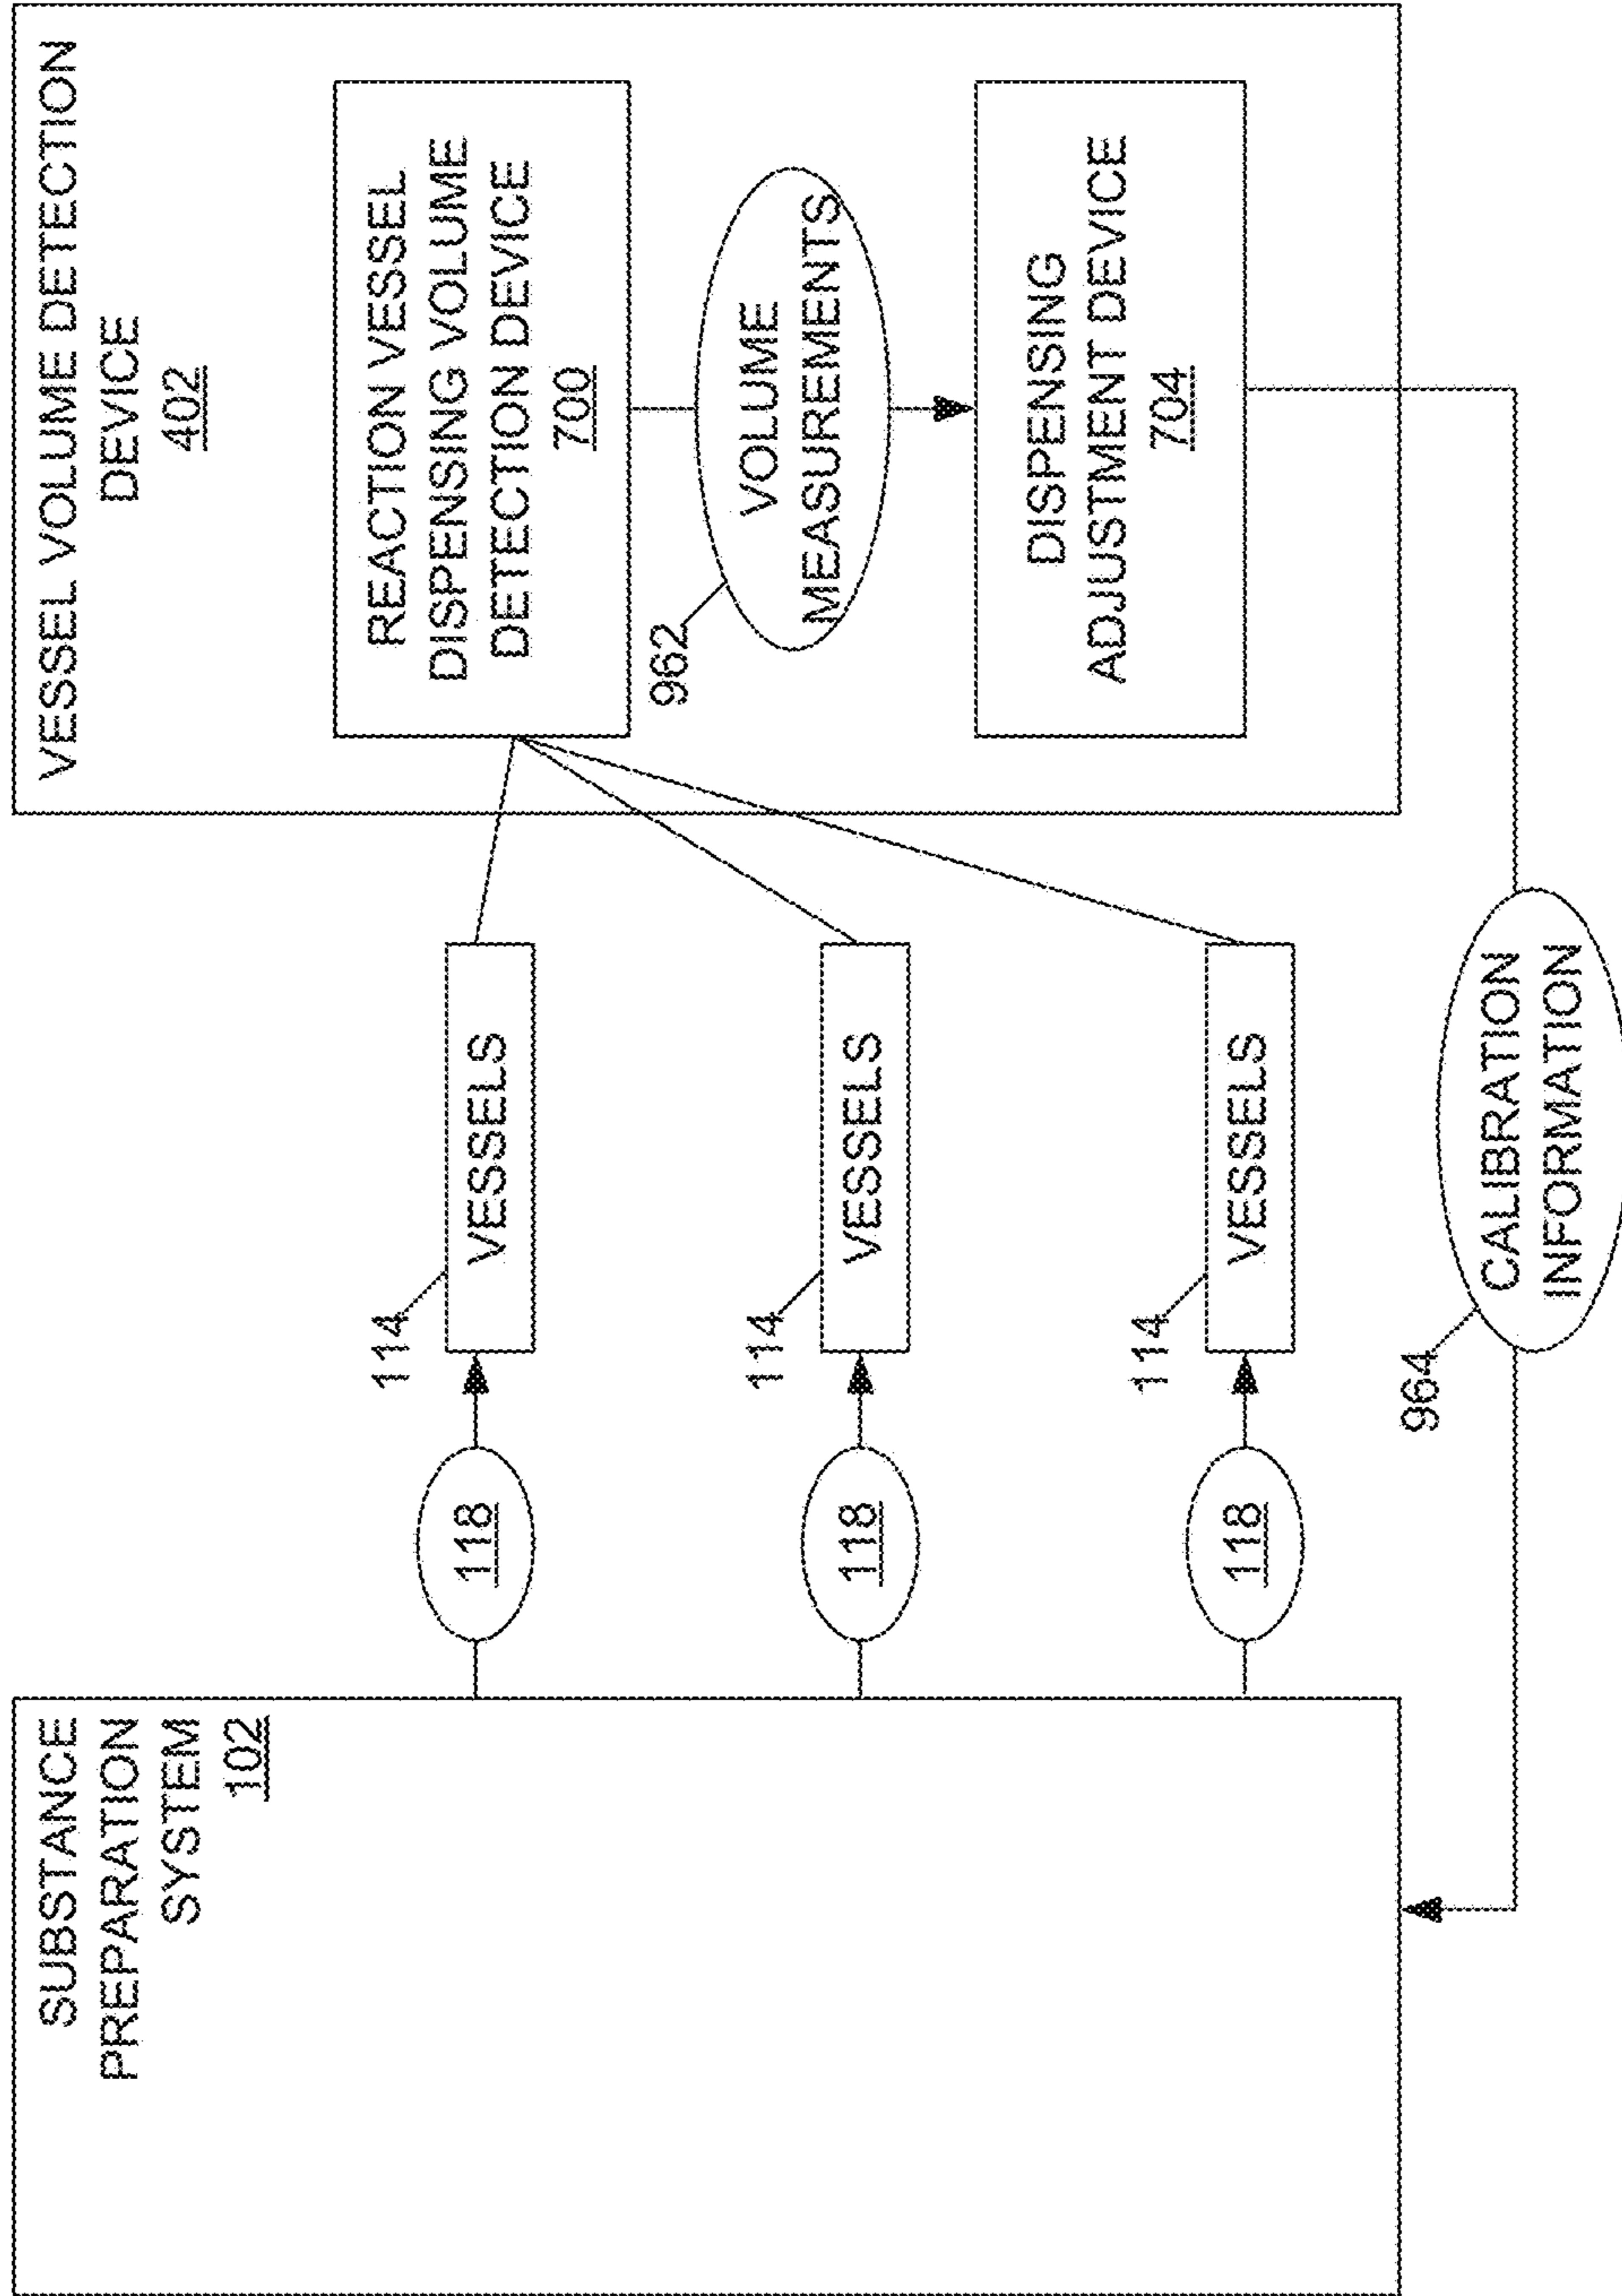 SUBSTANCE
PREPARATION
SYSTEM
102
118
114
VESSELS
118
114
VESSELS
118
114
VESSELS
VESSEL VOLUME DETECTION
DEVICE
402
REACTION VESSEL
DISPENSING VOLUME
DETECTION DEVICE
700
962
VOLUME
MEASUREMENTS
DISPENSING
ADJUSTMENT DEVICE
704
964
CALIBRATION
INFORMATION